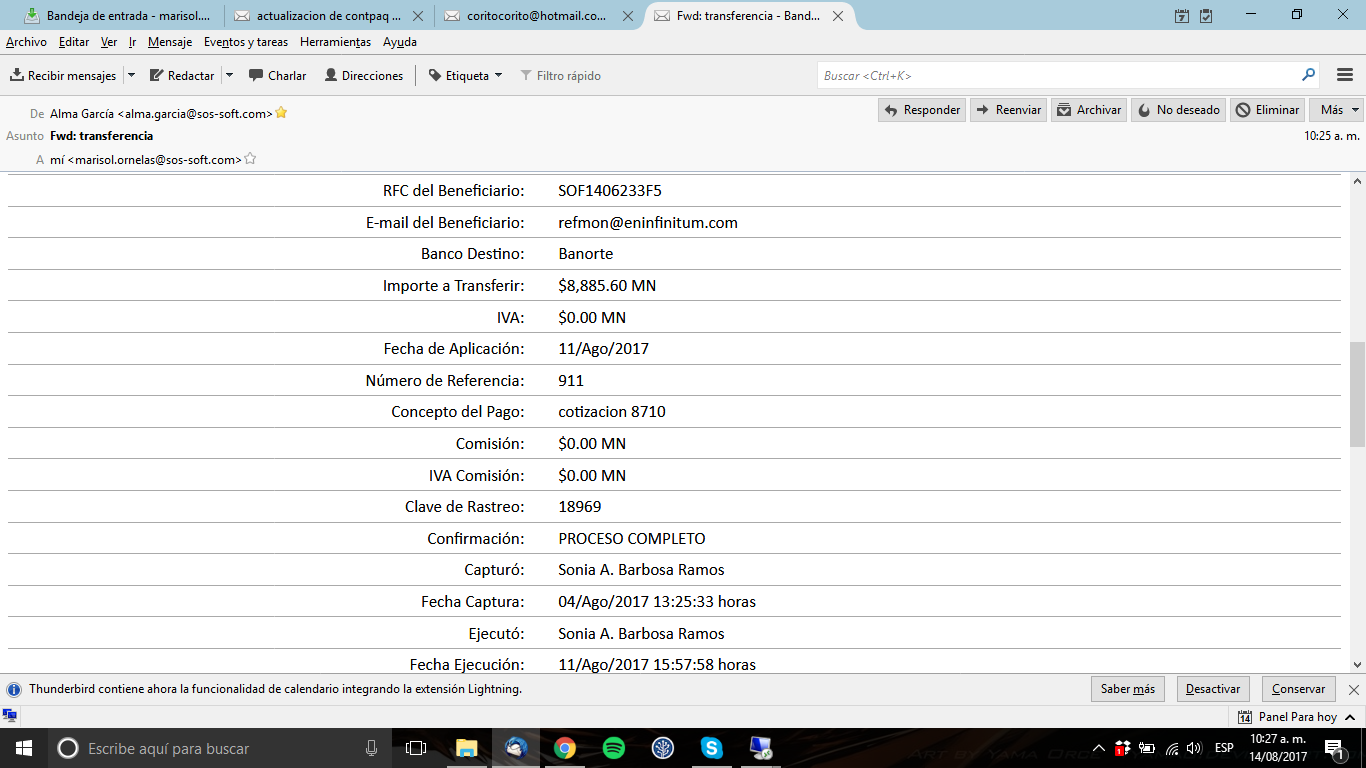 Bandeja de entrada - marisol.... actualizacion de contpaq ... coritocorito@hotmail.co... Fwd: transferencia - Band...
Archivo Editar Ver Ir Mensaje Eventos y tareas Herramientas Ayuda
Recibir mensajes Redactar Charlar Direcciones Etiqueta Filtro rápido Buscar <Ctrl+K>
De Alma García <alma.garcia@sos-soft.com> Responder Reenviar Archivar No deseado Eliminar Más
Asunto Fwd: transferencia 10:25 a. m.
A mí <marisol.ornelas@sos-soft.com>
RFC del Beneficiario: SOF1406233F5
E-mail del Beneficiario: refmon@eninfinitum.com
Banco Destino: Banorte
Importe a Transferir: $8,885.60 MN
IVA: $0.00 MN
Fecha de Aplicación: 11/Ago/2017
Número de Referencia: 911
Concepto del Pago: cotizacion 8710
Comisión: $0.00 MN
IVA Comisión: $0.00 MN
Clave de Rastreo: 18969
Confirmación: PROCESO COMPLETO
Capturó: Sonia A. Barbosa Ramos
Fecha Captura: 04/Ago/2017 13:25:33 horas
Ejecutó: Sonia A. Barbosa Ramos
Fecha Ejecución: 11/Ago/2017 15:57:58 horas
Thunderbird contiene ahora la funcionalidad de calendario integrando la extensión Lightning. Saber más Desactivar Conservar
14 Panel Para hoy
Escribe aquí para buscar ESP 10:27 a. m.
14/08/2017